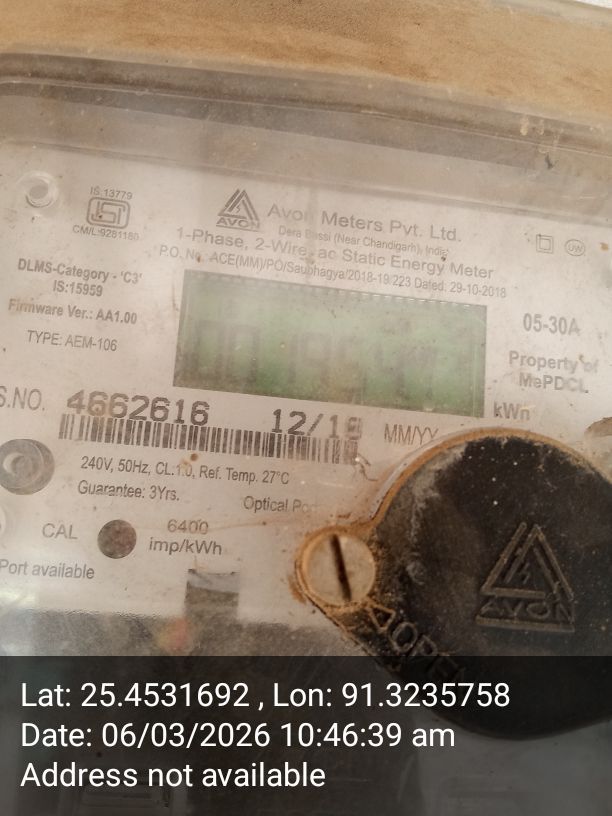 IS.13779
CM/L:9281180
AVON
Avon Meters Pvt. Ltd.
Dera Bassi (Near Chandigarh), India
1-Phase, 2-Wire, ac Static Energy Meter
P.O. No. ACE(MM)/PO/Saubhagya/2018-19/223 Dated: 29-10-2018
DLMS-Category - 'C3'
IS:15959
Firmware Ver.: AA1.00
TYPE: AEM-106
05-30A
Property of
MePDCL
kWh
S.NO. 4662616 12/18 MM/YY
240V, 50Hz, CL:1.0, Ref. Temp. 27°C
Guarantee: 3Yrs.
Optical
CAL
6400
imp/kWh
Port available
UW
AVON
Lat: 25.4531692 , Lon: 91.3235758
Date: 06/03/2026 10:46:39 am
Address not available